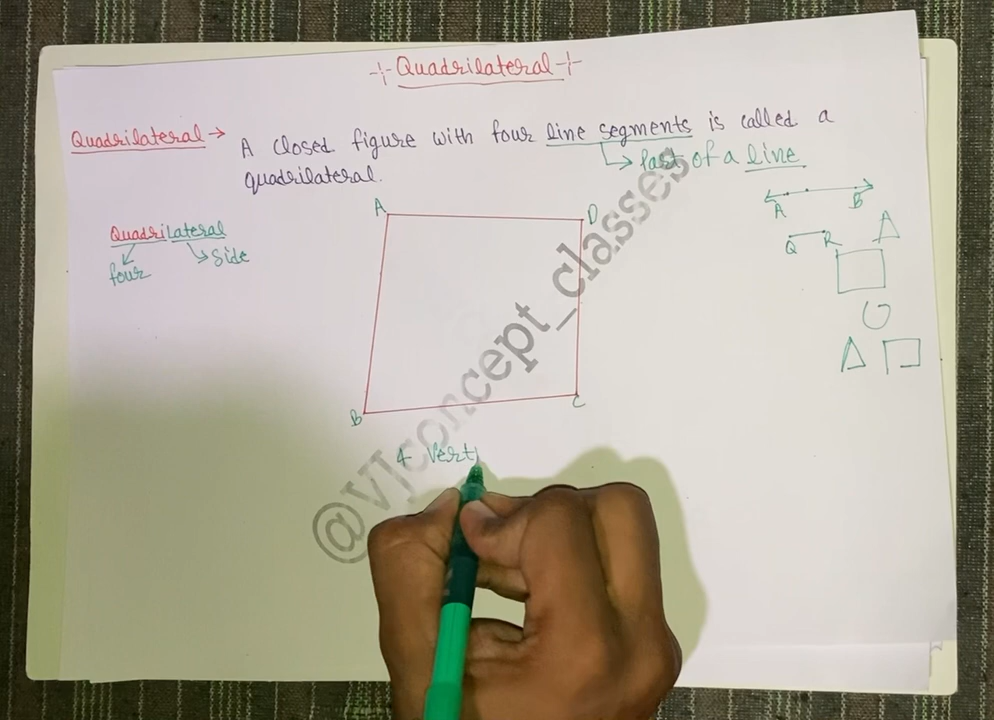 Quadrilateral
Quadrilateral → A closed figure with four line segments is called a
quadrilateral.
↳ Part of a line
Quadrilateral
four
Side
A
D
B
C
A
B
Q
R
4 Vert
@VJconcept_classes